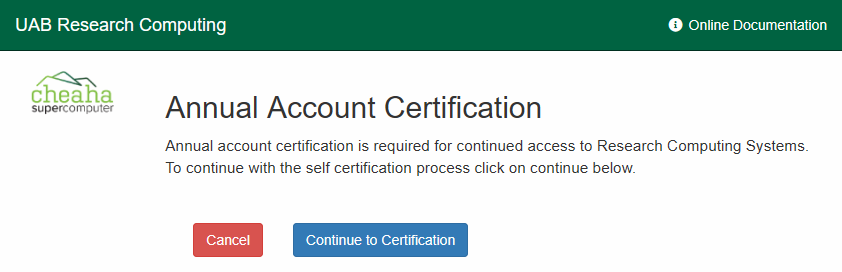 UAB Research Computing
Online Documentation
cheaha
supercomputer
Annual Account Certification
Annual account certification is required for continued access to Research Computing Systems.
To continue with the self certification process click on continue below.
Cancel
Continue to Certification